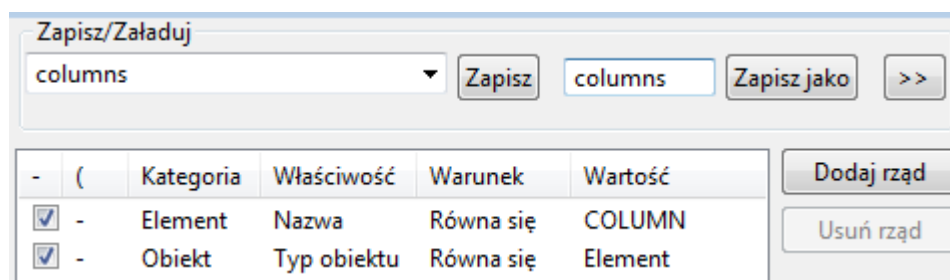 Zapisz/Załaduj
columns Zapisz columns Zapisz jako >>
- ( Kategoria Właściwość Warunek Wartość Dodaj rząd
- Element Nazwa Równa się COLUMN Usuń rząd
- Obiekt Typ obiektu Równa się Element